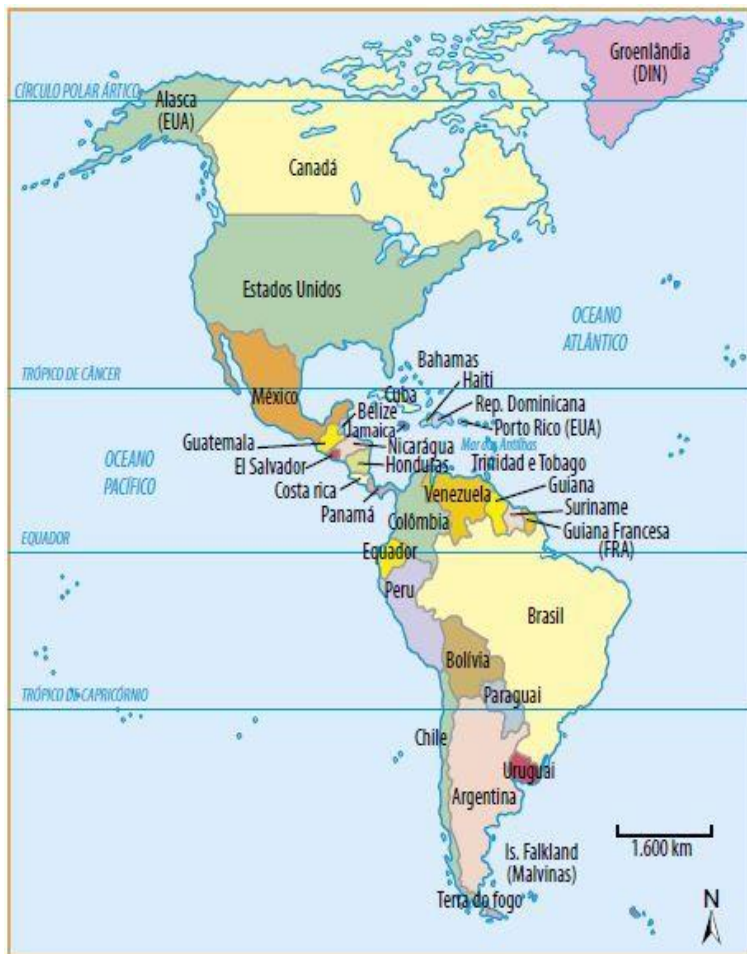 Groenlândia
(DIN)
CÍRCULO POLAR ÁRTICO
Alasca
(EUA)
Canadá
Estados Unidos
OCEANO
ATLÂNTICO
Bahamas
TRÓPICO DE CÂNCER
Haiti
México
Cuba
Rep. Dominicana
Belize
Jamaica
Porto Rico (EUA)
Guatemala
Nicarágua
Mar das Antilhas
OCEANO
PACÍFICO
El Salvador
Honduras
Trinidad e Tobago
Costa rica
Venezuela
Guiana
Panamá
Suriname
Colômbia
Guiana Francesa
(FRA)
EQUADOR
Equador
Peru
Brasil
Bolívia
TRÓPICO DE CAPRICÓRNIO
Paraguai
Chile
Uruguai
Argentina
1.600 km
Is. Falkland
(Malvinas)
Terra do fogo
N